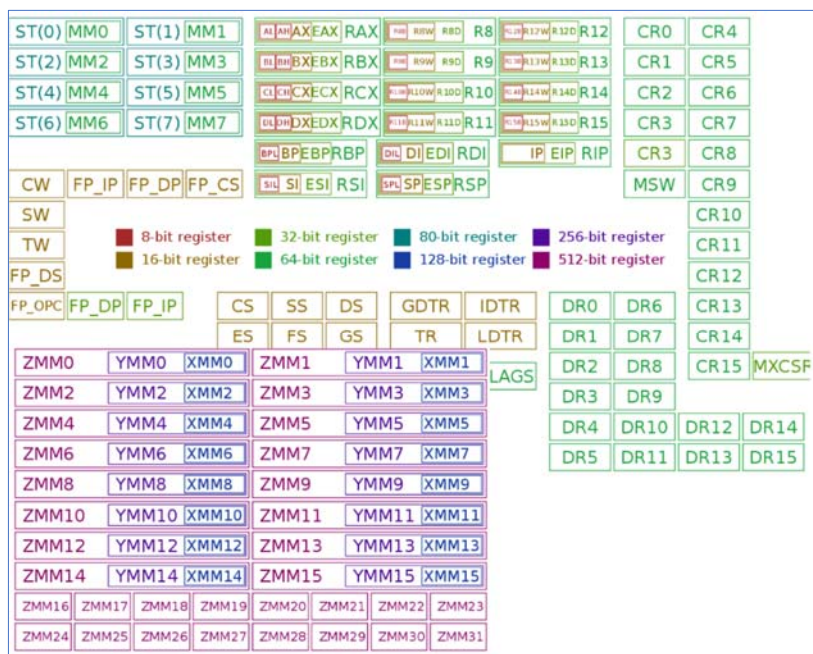 ST(0) MM0 ST(1) MM1 AL AH AX EAX RAX R8B R8W R8D R8 R12B R12W R12D R12 CR0 CR4
ST(2) MM2 ST(3) MM3 BL BH BX EBX RBX R9B R9W R9D R9 R13B R13W R13D R13 CR1 CR5
ST(4) MM4 ST(5) MM5 CL CH CX ECX RCX R10B R10W R10D R10 R14B R14W R14D R14 CR2 CR6
ST(6) MM6 ST(7) MM7 DL DH DX EDX RDX R11B R11W R11D R11 R15B R15W R15D R15 CR3 CR7
BPL BP EBP RBP DIL DI EDI RDI IP EIP RIP CR3 CR8
CW FP_IP FP_DP FP_CS SIL SI ESI RSI SPL SP ESP RSP MSW CR9
SW CR10
TW 8-bit register 32-bit register 80-bit register 256-bit register CR11
FP_DS 16-bit register 64-bit register 128-bit register 512-bit register CR12
FP_OPC FP_DP FP_IP CS SS DS GDTR IDTR DR0 DR6 CR13
ES FS GS TR LDTR DR1 DR7 CR14
ZMM0 YMM0 XMM0 ZMM1 YMM1 XMM1 LAGS DR2 DR8 CR15 MXCSR
ZMM2 YMM2 XMM2 ZMM3 YMM3 XMM3 DR3 DR9
ZMM4 YMM4 XMM4 ZMM5 YMM5 XMM5 DR4 DR10 DR12 DR14
ZMM6 YMM6 XMM6 ZMM7 YMM7 XMM7 DR5 DR11 DR13 DR15
ZMM8 YMM8 XMM8 ZMM9 YMM9 XMM9
ZMM10 YMM10 XMM10 ZMM11 YMM11 XMM11
ZMM12 YMM12 XMM12 ZMM13 YMM13 XMM13
ZMM14 YMM14 XMM14 ZMM15 YMM15 XMM15
ZMM16 ZMM17 ZMM18 ZMM19 ZMM20 ZMM21 ZMM22 ZMM23
ZMM24 ZMM25 ZMM26 ZMM27 ZMM28 ZMM29 ZMM30 ZMM31